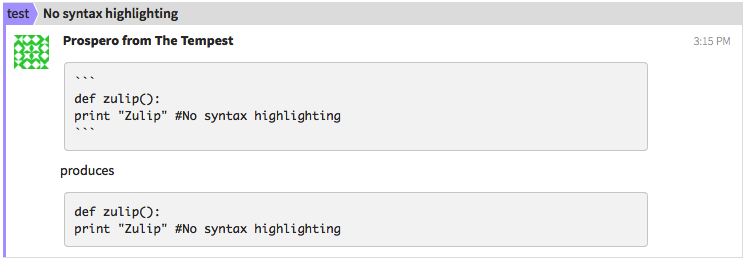 test No syntax highlighting
Prospero from The Tempest 3:15 PM
```
def zulip():
print "Zulip" #No syntax highlighting
```
produces
def zulip():
print "Zulip" #No syntax highlighting